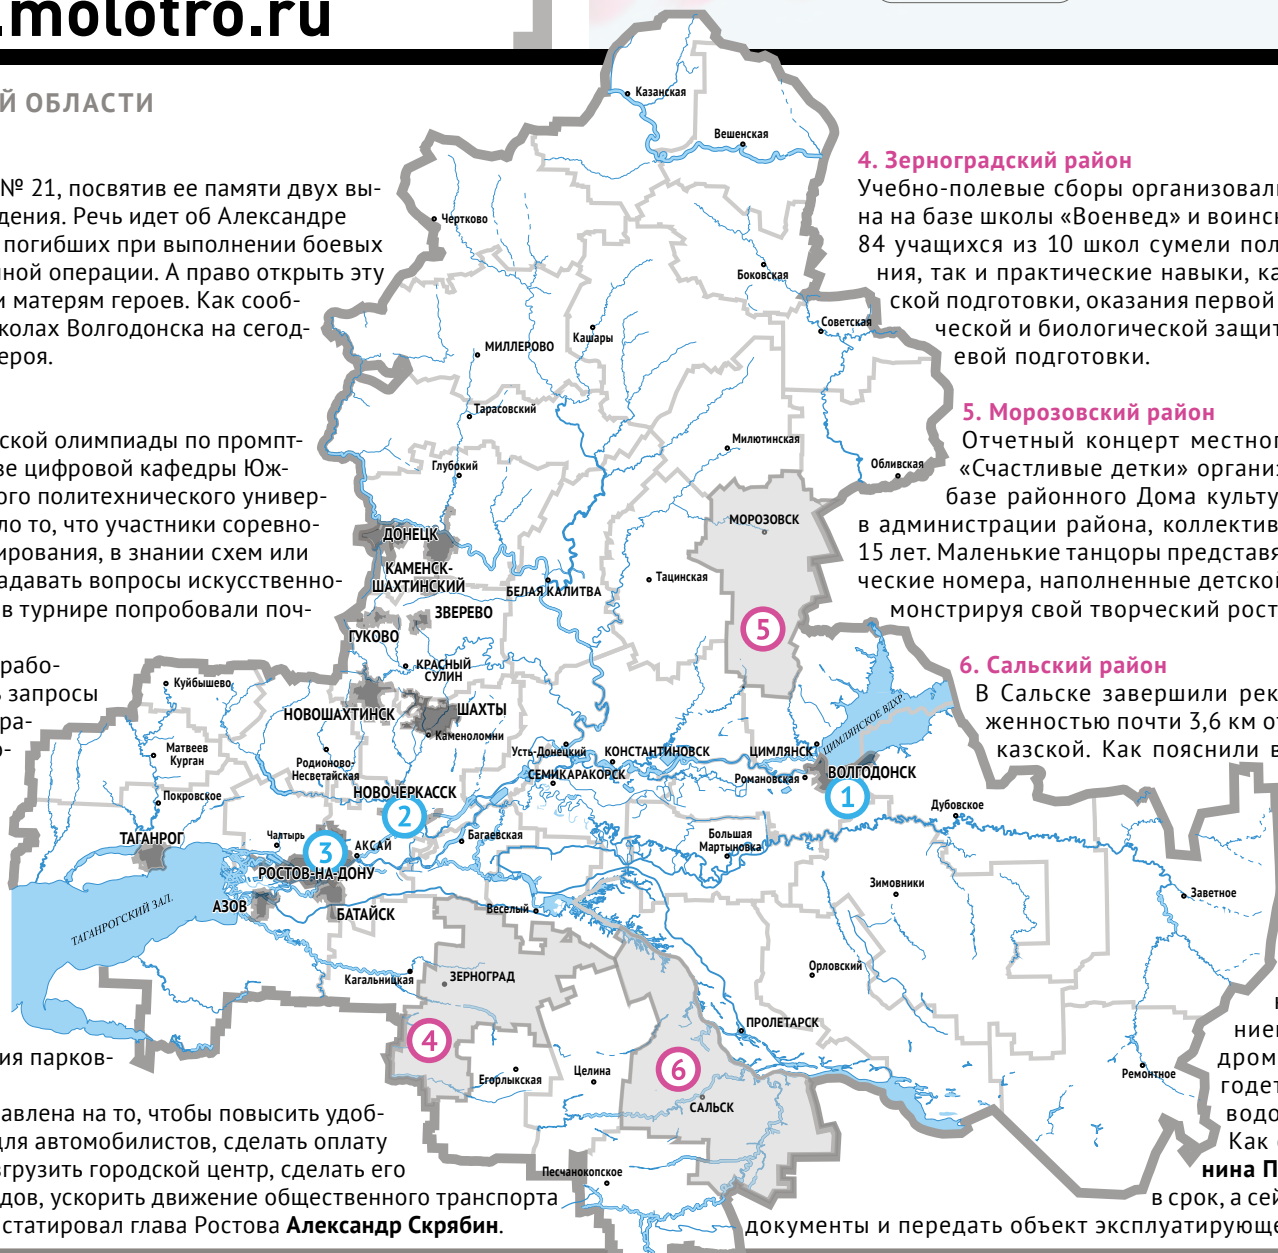 .molotro.ru
Й ОБЛАСТИ
№ 21, посвятив ее памяти двух вы-
дения. Речь идет об Александре
погибших при выполнении боевых
ной операции. А право открыть эту
и матерям героев. Как сооб-
колах Волгодонска на сегод-
ероя.
ской олимпиады по промпт-
ве цифровой кафедры Юж-
ого политехнического универ-
ло то, что участники соревно-
ирования, в знании схем или
адавать вопросы искусственно-
в турнире попробовали поч-
рабо-
ь запросы
ра-
о-
ия парков-
авлена на то, чтобы повысить удоб-
для автомобилистов, сделать оплату
згрузить городской центр, сделать его
дов, ускорить движение общественного транспорта
статировал глава Ростова Александр Скрябин.
4. Зерноградский район
Учебно-полевые сборы организовал
на на базе школы «Военвед» и воинск
84 учащихся из 10 школ сумели пол
ния, так и практические навыки, ка
ской подготовки, оказания первой
ческой и биологической защит
евой подготовки.
5. Морозовский район
Отчетный концерт местног
«Счастливые детки» организ
базе районного Дома культу
в администрации района, коллектив
15 лет. Маленькие танцоры представя
ческие номера, наполненные детской
монстрируя свой творческий рост
6. Сальский район
В Сальске завершили рек
женностью почти 3,6 км от
казской. Как пояснили в
ние
дром
годет
водо
Как
нина П
в срок, а сей
документы и передать объект эксплуатирующе
Казанская
Вешенская
Чертково
Боковская
Советская
Кашары
МИЛЛЕРОВО
Тарасовский
Милютинская
Глубокий
Обливская
МОРОЗОВСК
ДОНЕЦК
КАМЕНСК-
ШАХТИНСКИЙ
Тацинская
БЕЛАЯ КАЛИТВА
ЗВЕРЕВО
5
ГУКОВО
КРАСНЫЙ
СУЛИН
Куйбышево
НОВОШАХТИНСК
ШАХТЫ
Каменоломни
ЦИМЛЯНСКОЕ ВДХР.
Матвеев
Курган
Родионово-
Несветайская
Усть-Донецкий
КОНСТАНТИНОВСК
ЦИМЛЯНСК
СЕМИКАРАКОРСК
Романовская
ВОЛГОДОНСК
Покровское
НОВОЧЕРКАССК
1
2
Дубовское
ТАГАНРОГ
Чалтырь
АКСАЙ
Багаевская
Большая
Мартыновка
3
РОСТОВ-НА-ДОНУ
Зимовники
Заветное
АЗОВ
БАТАЙСК
Веселый
ТАГАНРОГСКИЙ ЗАЛ.
Кагальницкая
ЗЕРНОГРАД
Орловский
ПРОЛЕТАРСК
4
6
Егорлыкская
Целина
Ремонтное
САЛЬСК
Песчанокопское